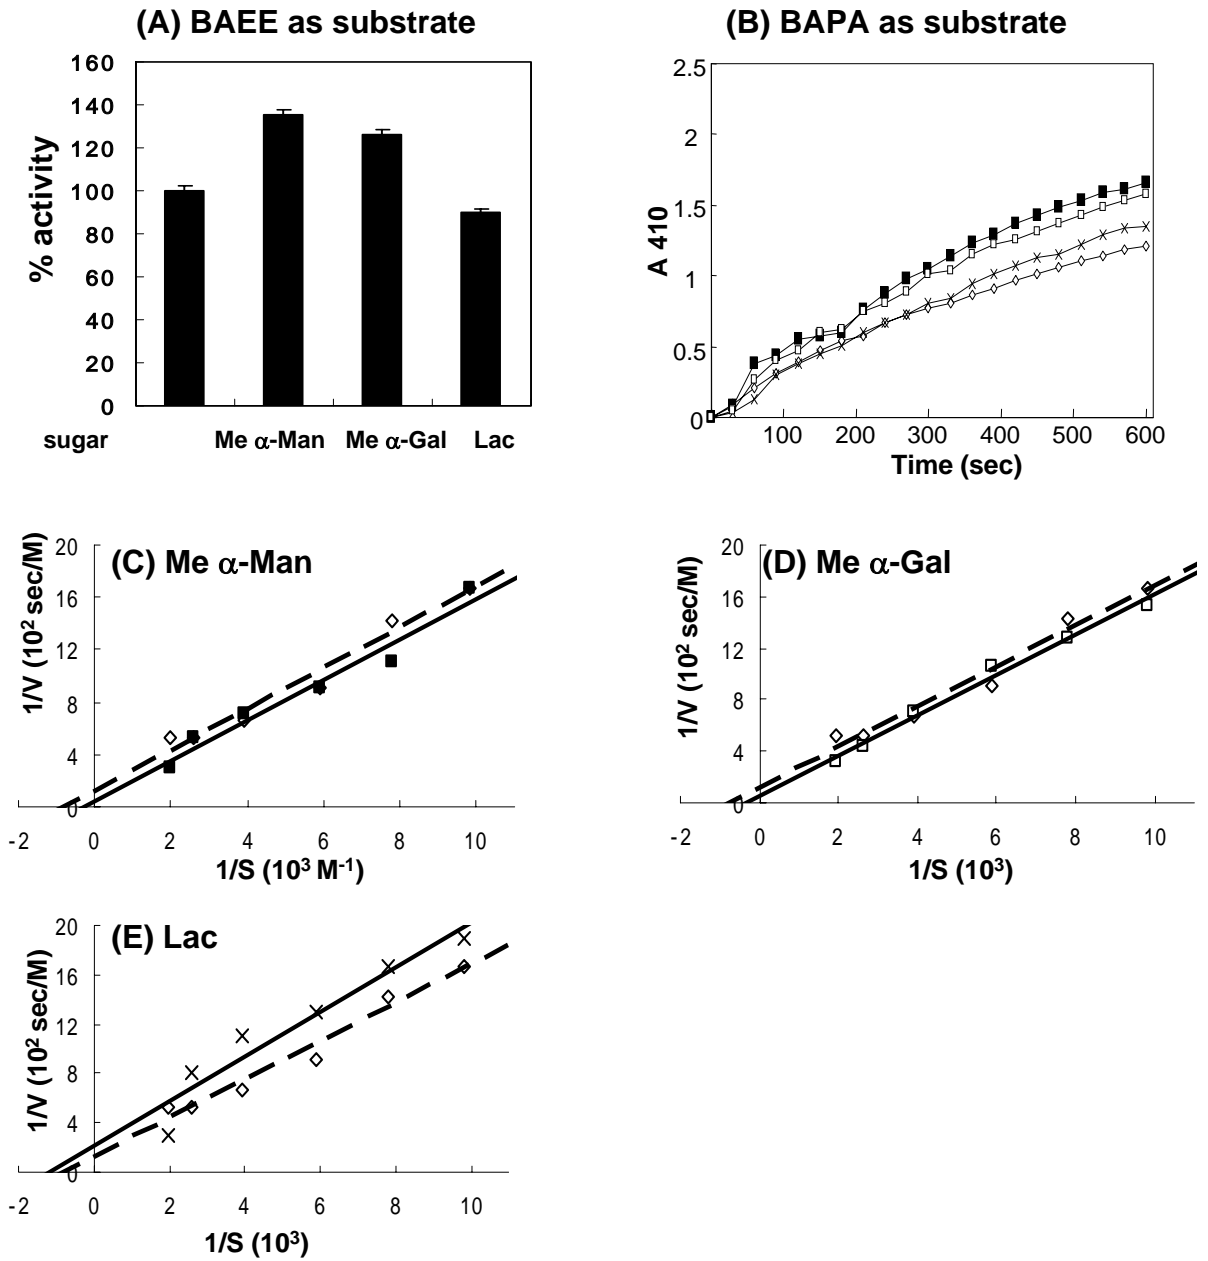 (A) BAEE as substrate
% activity
160
140
120
100
80
60
40
20
0
sugar Me α-Man Me α-Gal Lac
(B) BAPA as substrate
A 410
2.5
2
1.5
1
0.5
0
100 200 300 400 500 600
Time (sec)
(C) Me α-Man
1/V (10² sec/M)
20
16
12
8
4
0
-2 0 2 4 6 8 10
1/S (10³ M⁻¹)
(D) Me α-Gal
1/V (10² sec/M)
20
16
12
8
4
0
-2 0 2 4 6 8 10
1/S (10³)
(E) Lac
1/V (10² sec/M)
20
16
12
8
4
0
-2 0 2 4 6 8 10
1/S (10³)